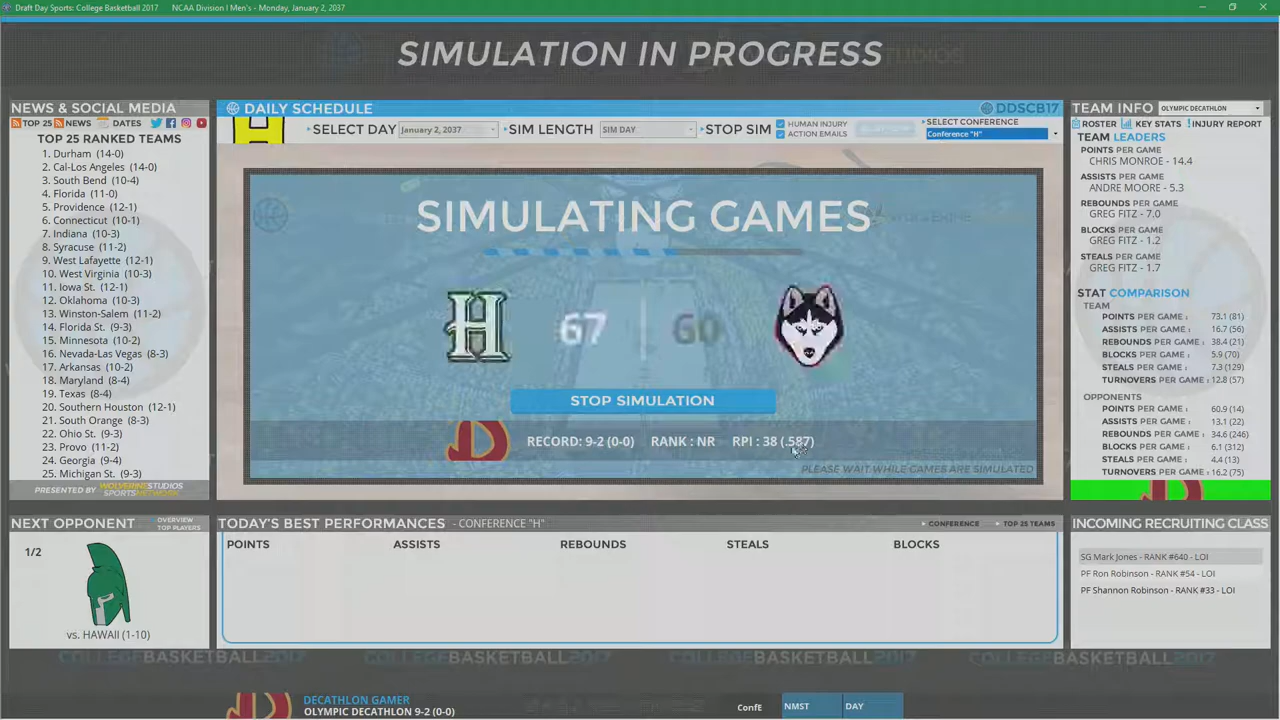 Draft Day Sports: College Basketball 2017 NCAA Division I Men's - Monday, January 2, 2037
SIMULATION IN PROGRESS
NEWS & SOCIAL MEDIA
TOP 25 NEWS DATES
TOP 25 RANKED TEAMS
1. Durham (14-0)
2. Cal-Los Angeles (14-0)
3. South Bend (10-4)
4. Florida (11-0)
5. Providence (12-1)
6. Connecticut (10-1)
7. Indiana (10-3)
8. Syracuse (11-2)
9. West Lafayette (12-1)
10. West Virginia (10-3)
11. Iowa St. (12-1)
12. Oklahoma (10-3)
13. Winston-Salem (11-2)
14. Florida St. (9-3)
15. Minnesota (10-2)
16. Nevada-Las Vegas (8-3)
17. Arkansas (10-2)
18. Maryland (8-4)
19. Texas (8-4)
20. Southern Houston (12-1)
21. South Orange (8-3)
22. Ohio St. (9-3)
23. Provo (11-2)
24. Georgia (9-4)
25. Michigan St. (9-3)
PRESENTED BY WOLVERINE STUDIOS SPORTS NETWORK
DAILY SCHEDULE DDSCB17
SELECT DAY January 2, 2037 SIM LENGTH SIM DAY STOP SIM HUMAN INJURY
ACTION EMAILS
SELECT CONFERENCE
Conference "H"
SIMULATING GAMES
H 67 60
STOP SIMULATION
D RECORD: 9-2 (0-0) RANK : NR RPI : 38 (.587)
PLEASE WAIT WHILE GAMES ARE SIMULATED
TEAM INFO OLYMPIC DECATHLON
ROSTER KEY STATS INJURY REPORT
TEAM LEADERS
POINTS
PER GAME
CHRIS MONROE - 14.4
ASSISTS
PER GAME
ANDRE MOORE - 5.3
REBOUNDS
PER GAME
GREG FITZ - 7.0
BLOCKS
PER GAME
GREG FITZ - 1.2
STEALS
PER GAME
GREG FITZ - 1.7
STAT COMPARISON
TEAM
POINTS PER GAME : 73.1 (81)
ASSISTS PER GAME : 16.7 (56)
REBOUNDS PER GAME : 38.4 (21)
BLOCKS PER GAME : 5.9 (70)
STEALS PER GAME : 7.3 (129)
TURNOVERS PER GAME : 12.8 (57)
OPPONENTS
POINTS PER GAME : 60.9 (14)
ASSISTS PER GAME : 13.1 (22)
REBOUNDS PER GAME : 34.6 (246)
BLOCKS PER GAME : 6.1 (312)
STEALS PER GAME : 4.4 (13)
TURNOVERS PER GAME : 16.2 (75)
NEXT OPPONENT OVERVIEW
TOP PLAYERS
1/2
vs. HAWAII (1-10)
TODAY'S BEST PERFORMANCES - CONFERENCE "H" CONFERENCE TOP 25 TEAMS
POINTS ASSISTS REBOUNDS STEALS BLOCKS
INCOMING RECRUITING CLASS
SG Mark Jones - RANK #640 - LOI
PF Ron Robinson - RANK #54 - LOI
PF Shannon Robinson - RANK #33 - LOI
COLLEGEBASKETBALL2017 COLLEGEBASKETBALL2017 COLLEGEBASKETBALL2017 COLLEGEBASKETBALL2017
DECATHLON GAMER
OLYMPIC DECATHLON 9-2 (0-0)
ConfE NMST DAY